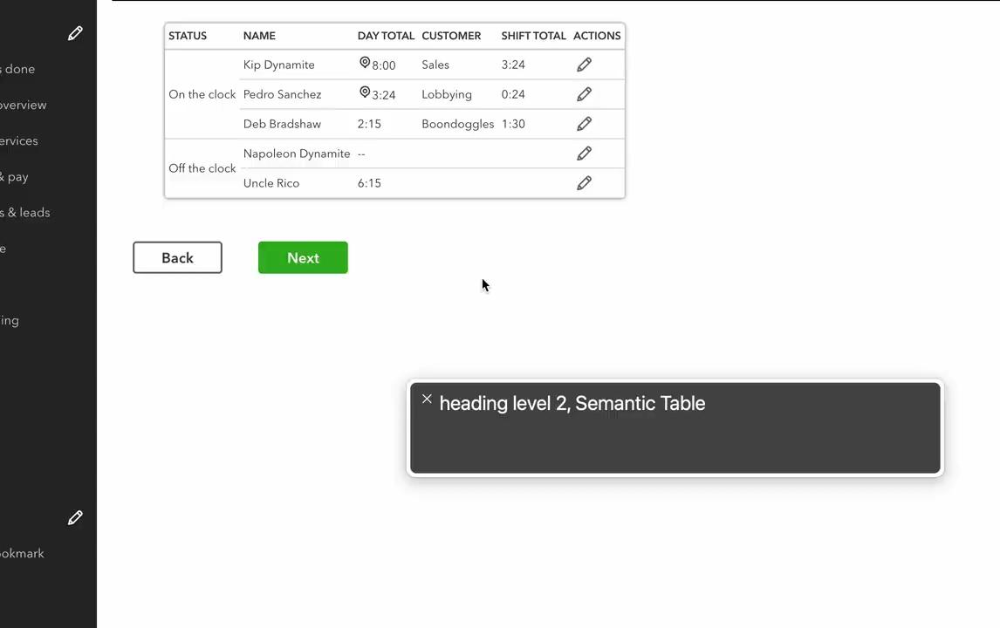 STATUS NAME DAY TOTAL CUSTOMER SHIFT TOTAL ACTIONS
On the clock
Kip Dynamite 8:00 Sales 3:24
Pedro Sanchez 3:24 Lobbying 0:24
Deb Bradshaw 2:15 Boondoggles 1:30
Off the clock
Napoleon Dynamite --
Uncle Rico 6:15
s done
overview
ervices
& pay
s & leads
e
ing
ookmark
Back Next
heading level 2, Semantic Table